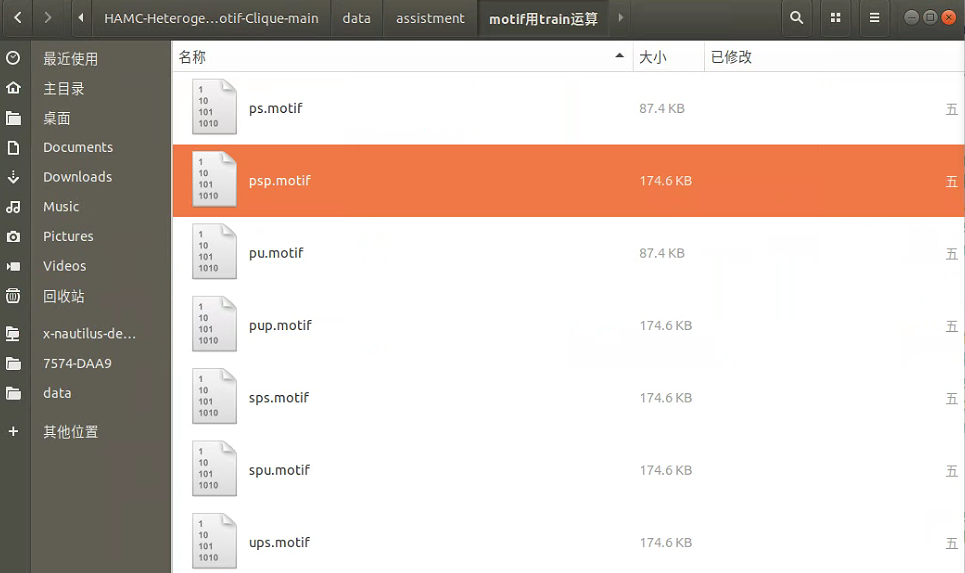 HAMC-Heteroge…otif-Clique-main data assistment motif用train运算
名称 大小 已修改
最近使用
主目录
桌面
Documents
Downloads
Music
Pictures
Videos
回收站
x-nautilus-de…
7574-DAA9
data
其他位置
1
10
101
1010
ps.motif 87.4 KB 五
1
10
101
1010
psp.motif 174.6 KB 五
1
10
101
1010
pu.motif 87.4 KB 五
1
10
101
1010
pup.motif 174.6 KB 五
1
10
101
1010
sps.motif 174.6 KB 五
1
10
101
1010
spu.motif 174.6 KB 五
1
10
101
1010
ups.motif 174.6 KB 五